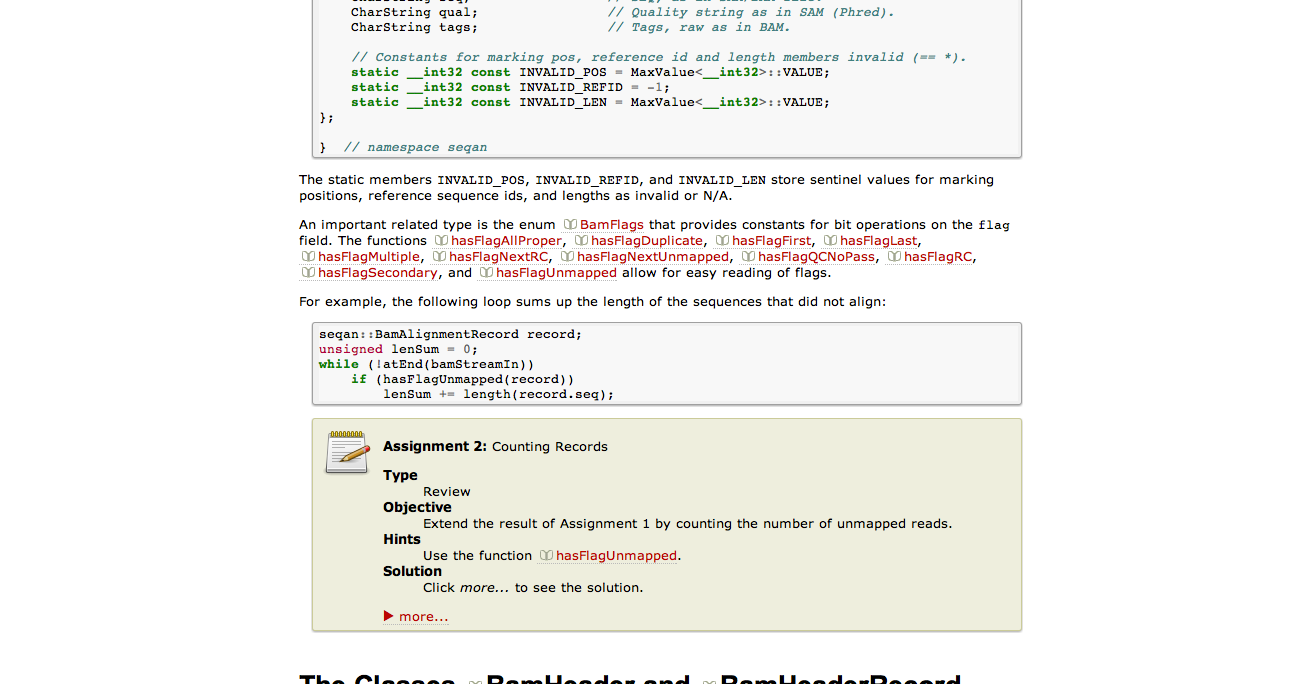 CharString qual;                 // Quality string as in SAM (Phred).
CharString tags;                 // Tags, raw as in BAM.
// Constants for marking pos, reference id and length members invalid (== *).
static __int32 const INVALID_POS = MaxValue<__int32>::VALUE;
static __int32 const INVALID_REFID = -1;
static __int32 const INVALID_LEN = MaxValue<__int32>::VALUE;
};
}  // namespace seqan
The static members INVALID_POS, INVALID_REFID, and INVALID_LEN store sentinel values for marking
positions, reference sequence ids, and lengths as invalid or N/A.
An important related type is the enum BamFlags that provides constants for bit operations on the flag
field. The functions hasFlagAllProper, hasFlagDuplicate, hasFlagFirst, hasFlagLast,
hasFlagMultiple, hasFlagNextRC, hasFlagNextUnmapped, hasFlagQCNoPass, hasFlagRC,
hasFlagSecondary, and hasFlagUnmapped allow for easy reading of flags.
For example, the following loop sums up the length of the sequences that did not align:
seqan::BamAlignmentRecord record;
unsigned lenSum = 0;
while (!atEnd(bamStreamIn))
    if (hasFlagUnmapped(record))
        lenSum += length(record.seq);
Assignment 2: Counting Records
Type
Review
Objective
Extend the result of Assignment 1 by counting the number of unmapped reads.
Hints
Use the function hasFlagUnmapped.
Solution
Click more... to see the solution.
more...
The Classes BamHeader and BamHeaderRecord